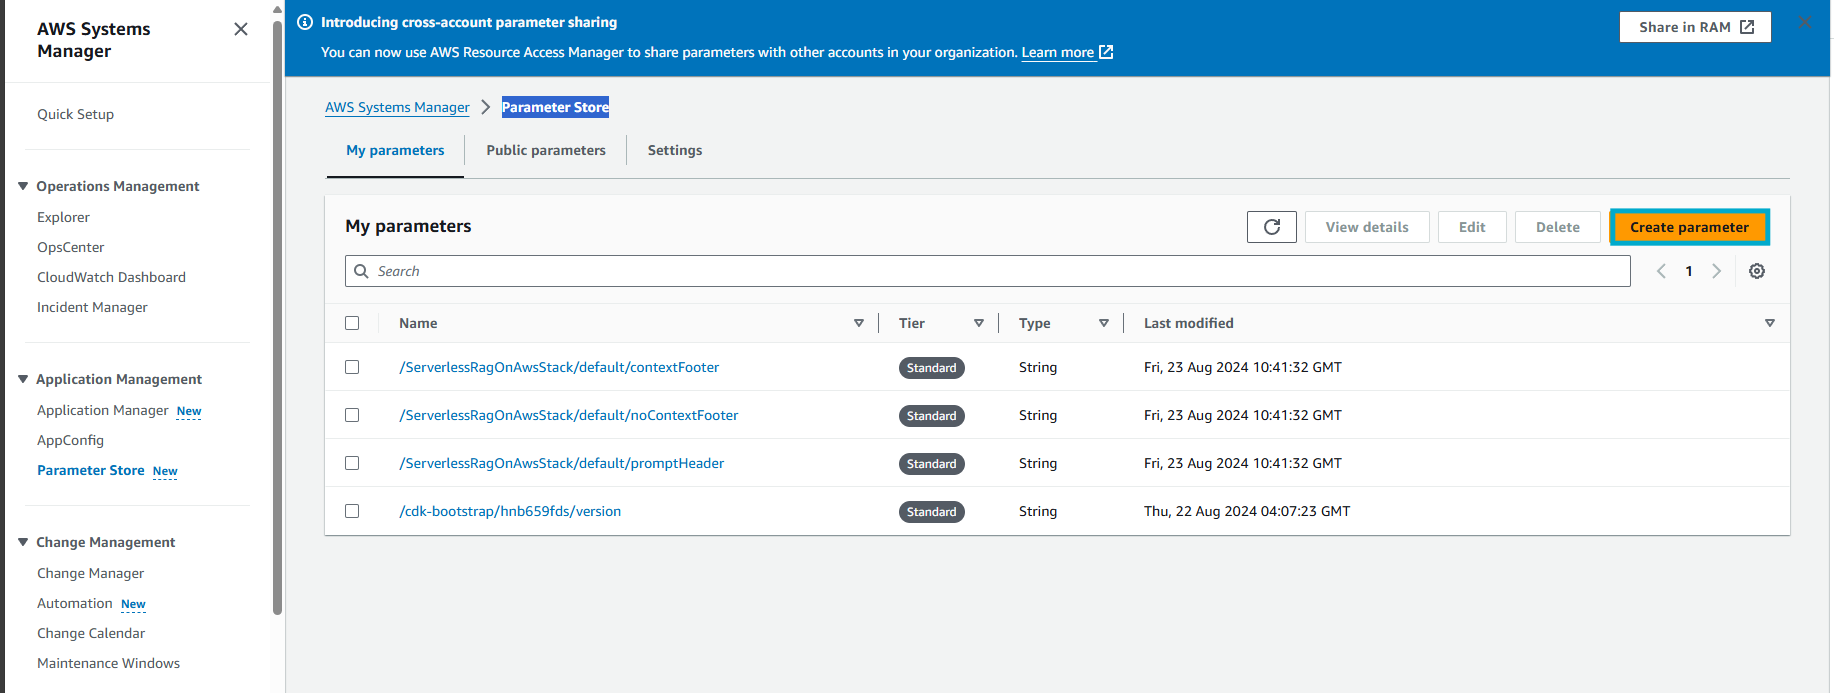 AWS Systems
Manager
Quick Setup
Operations Management
Explorer
OpsCenter
CloudWatch Dashboard
Incident Manager
Application Management
Application Manager New
AppConfig
Parameter Store New
Change Management
Change Manager
Automation New
Change Calendar
Maintenance Windows
Introducing cross-account parameter sharing
You can now use AWS Resource Access Manager to share parameters with other accounts in your organization. Learn more
Share in RAM
AWS Systems Manager > Parameter Store
My parameters Public parameters Settings
My parameters View details Edit Delete Create parameter
Search 1
Name Tier Type Last modified
/ServerlessRagOnAwsStack/default/contextFooter Standard String Fri, 23 Aug 2024 10:41:32 GMT
/ServerlessRagOnAwsStack/default/noContextFooter Standard String Fri, 23 Aug 2024 10:41:32 GMT
/ServerlessRagOnAwsStack/default/promptHeader Standard String Fri, 23 Aug 2024 10:41:32 GMT
/cdk-bootstrap/hnb659fds/version Standard String Thu, 22 Aug 2024 04:07:23 GMT